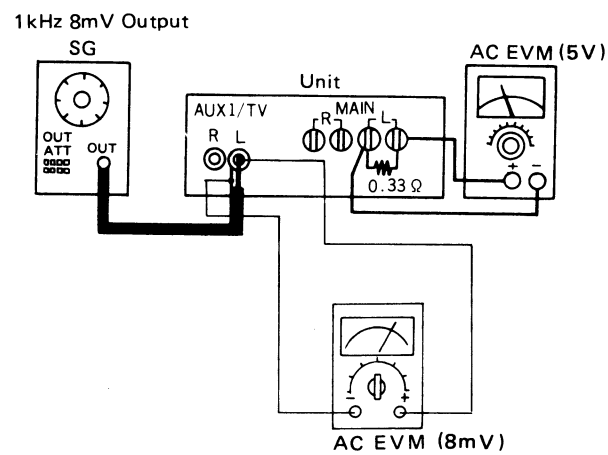 1kHz 8mV Output
SG
AC EVM (5V)
Unit
AUX1/TV
MAIN
R L
R L
OUT
ATT
OUT
0.33 Ω
+ −
− +
AC EVM (8mV)